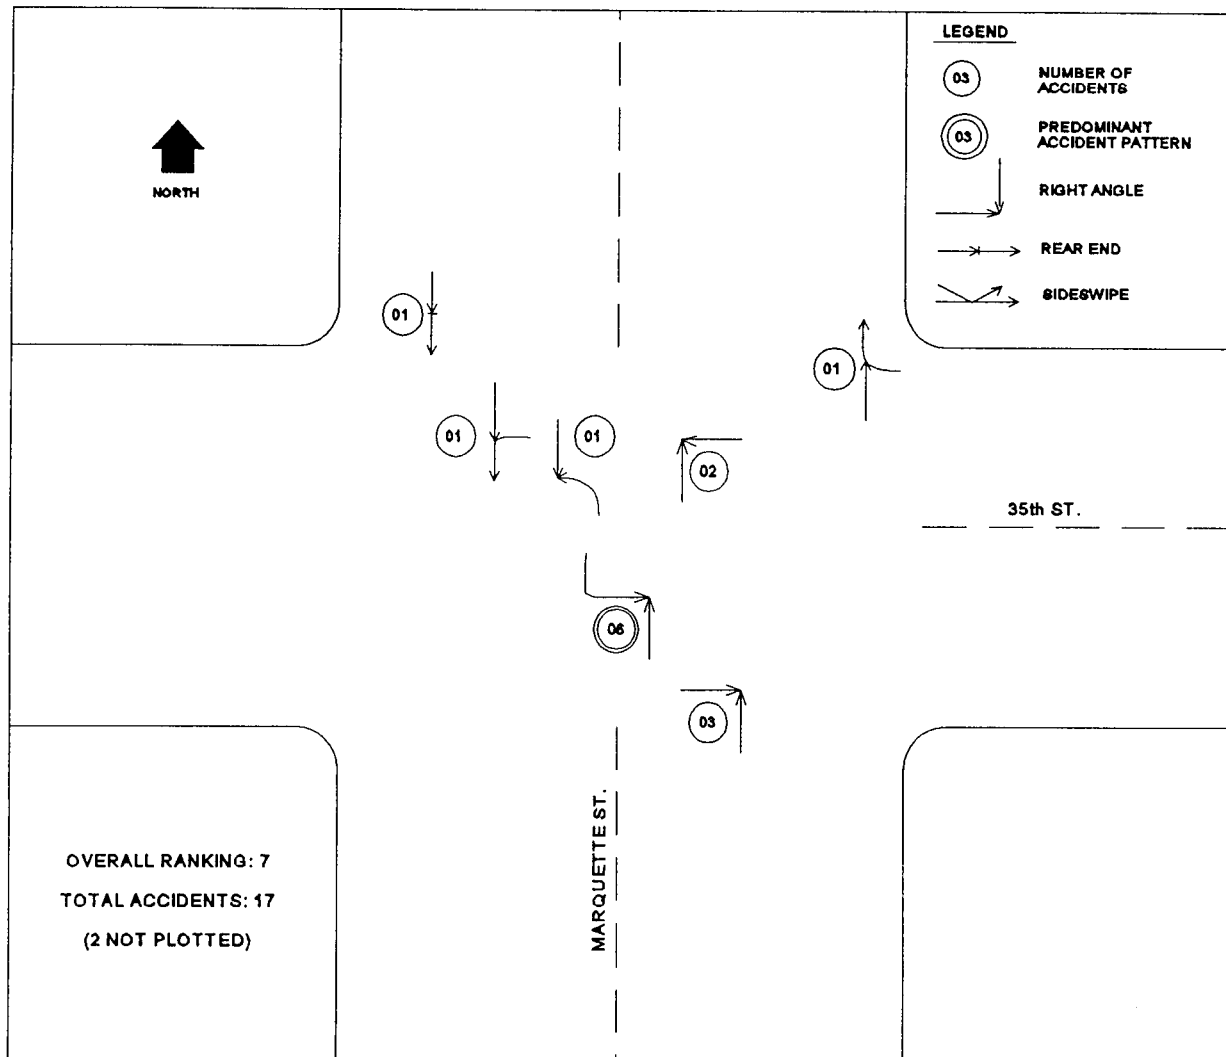 LEGEND
03
NUMBER OF
ACCIDENTS
03
PREDOMINANT
ACCIDENT PATTERN
RIGHT ANGLE
REAR END
SIDESWIPE
NORTH
01
01
01
01
02
35th ST.
06
03
MARQUETTE ST.
OVERALL RANKING: 7
TOTAL ACCIDENTS: 17
(2 NOT PLOTTED)